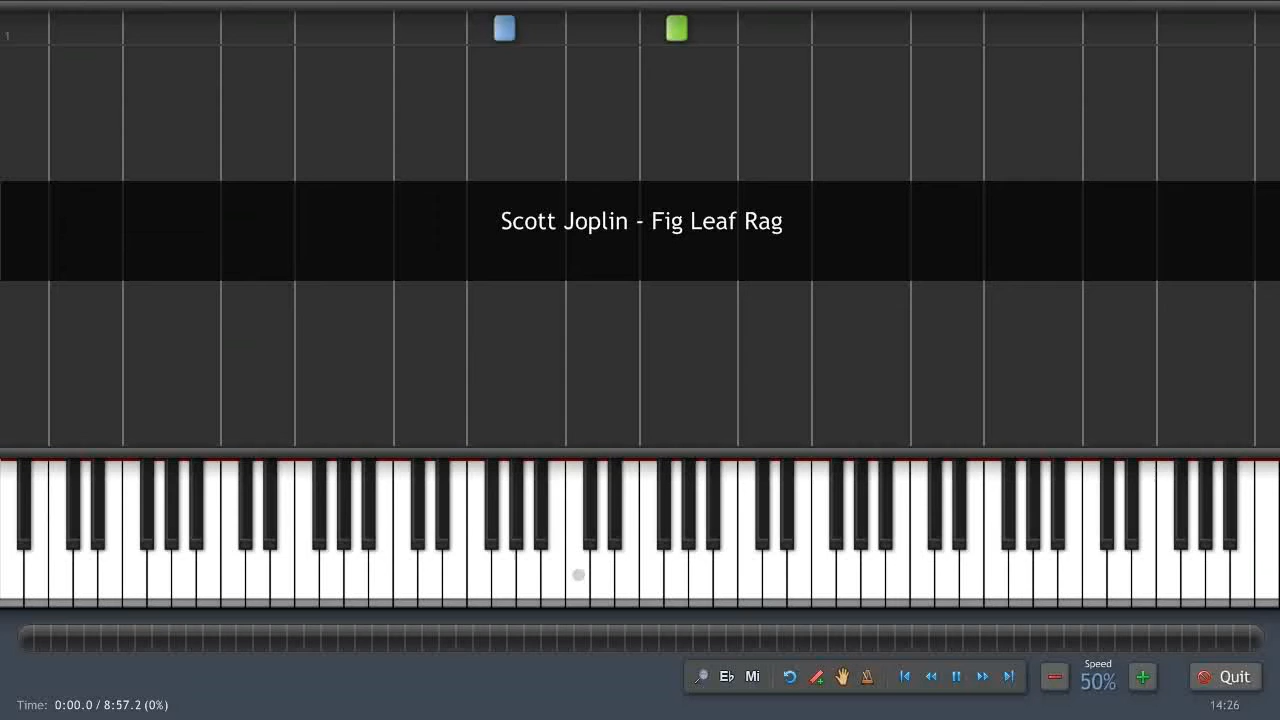 1
Scott Joplin - Fig Leaf Rag
Speed
Eb Mi 50% Quit
Time: 0:00.0 / 8:57.2 (0%) 14:26